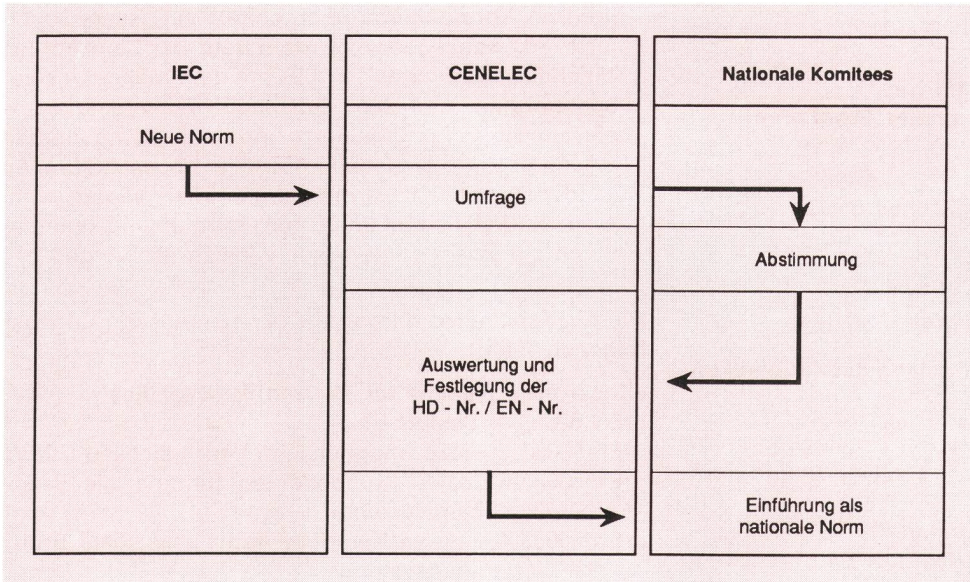 IEC
CENELEC
Nationale Komitees
Neue Norm
Umfrage
Abstimmung
Auswertung und
Festlegung der
HD - Nr. / EN - Nr.
Einführung als
nationale Norm